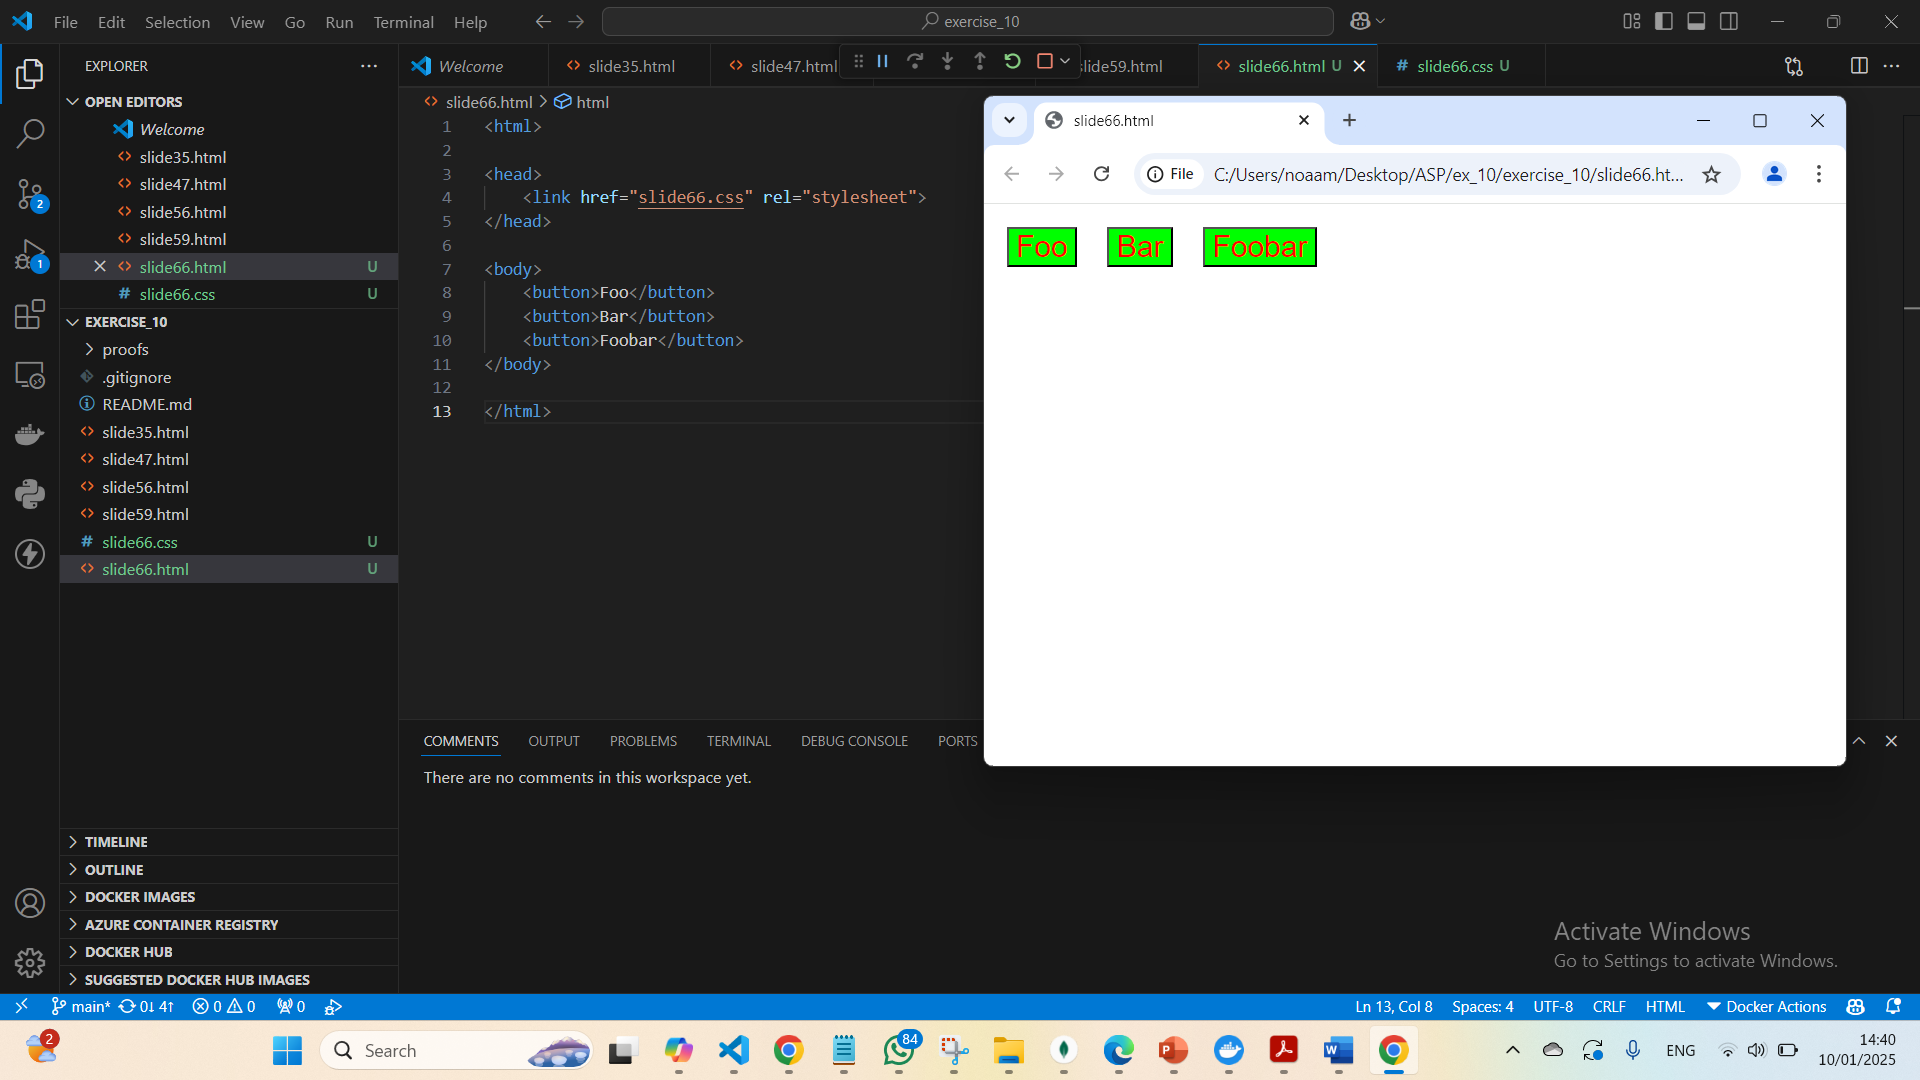 File Edit Selection View Go Run Terminal Help
exercise_10
EXPLORER
OPEN EDITORS
Welcome
slide35.html
slide47.html
slide56.html
slide59.html
slide66.html U
slide66.css U
EXERCISE_10
proofs
.gitignore
README.md
slide35.html
slide47.html
slide56.html
slide59.html
slide66.css U
slide66.html U
TIMELINE
OUTLINE
DOCKER IMAGES
AZURE CONTAINER REGISTRY
DOCKER HUB
SUGGESTED DOCKER HUB IMAGES
Welcome slide35.html slide47.html slide59.html slide66.html U slide66.css U
slide66.html > html
1 <html>
2
3 <head>
4 <link href="slide66.css" rel="stylesheet">
5 </head>
6
7 <body>
8 <button>Foo</button>
9 <button>Bar</button>
10 <button>Foobar</button>
11 </body>
12
13 </html>
slide66.html
File C:/Users/noaam/Desktop/ASP/ex_10/exercise_10/slide66.ht...
Foo Bar Foobar
COMMENTS OUTPUT PROBLEMS TERMINAL DEBUG CONSOLE PORTS
There are no comments in this workspace yet.
Activate Windows
Go to Settings to activate Windows.
2
1
main* 0↓ 4↑ 0 0 0 Ln 13, Col 8 Spaces: 4 UTF-8 CRLF HTML Docker Actions
2 Search 84 ENG 14:40
10/01/2025